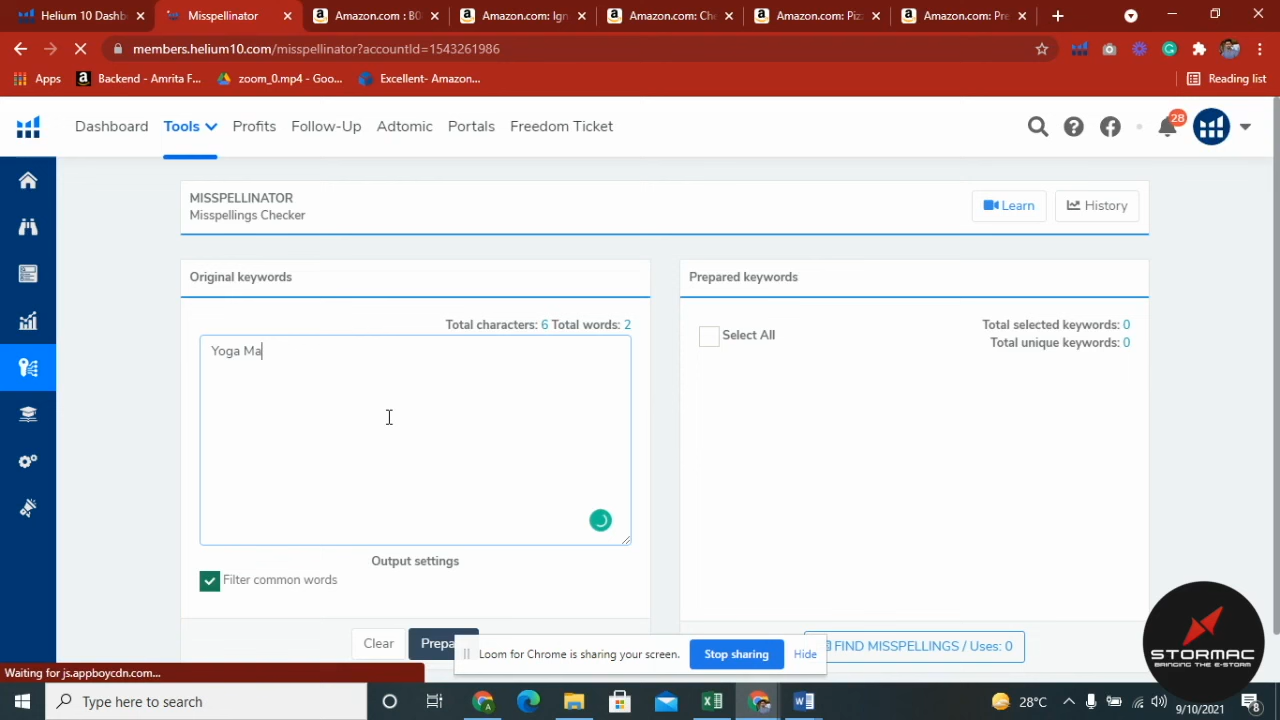 Helium 10 Dashb
Misspellinator
Amazon.com : B0
Amazon.com: Ign
Amazon.com: Che
Amazon.com: Piz
Amazon.com: Pre
members.helium10.com/misspellinator?accountId=1543261986
Apps
Backend - Amrita F...
zoom_0.mp4 - Goo...
Excellent- Amazon...
Reading list
Dashboard
Tools
Profits
Follow-Up
Adtomic
Portals
Freedom Ticket
28
MISSPELLINATOR
Misspellings Checker
Learn
History
Original keywords
Prepared keywords
Total characters: 6 Total words: 2
Yoga Ma
Select All
Total selected keywords: 0
Total unique keywords: 0
Output settings
Filter common words
Clear
Prepa
FIND MISSPELLINGS / Uses: 0
Loom for Chrome is sharing your screen.
Stop sharing
Hide
STORMAC
BRINGING THE E-STORM
Waiting for js.appboycdn.com...
Type here to search
28°C
9/10/2021
8